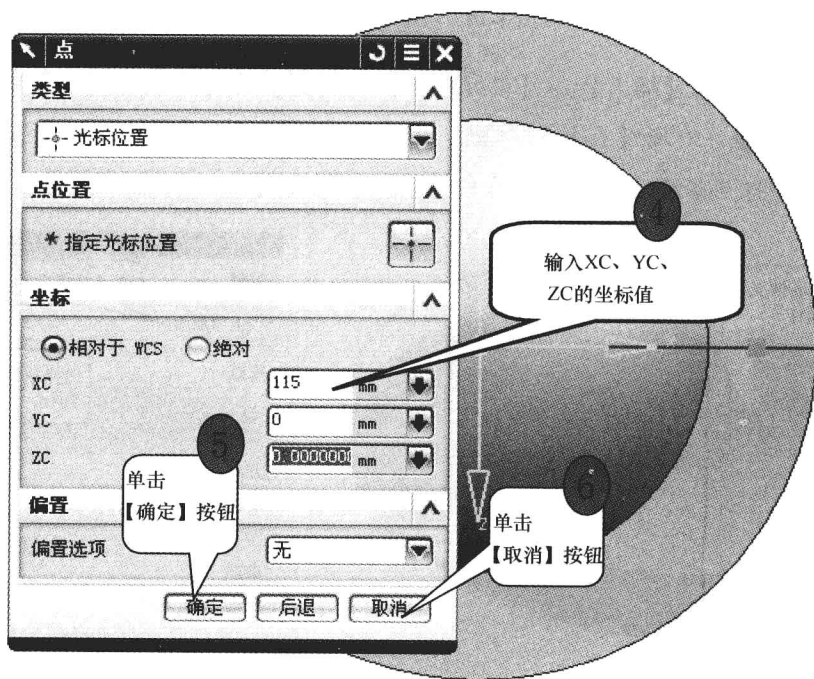 点
类型
光标位置
点位置
* 指定光标位置
坐标
相对于 WCS 绝对
XC 115 mm
YC 0 mm
ZC 0.0000000 mm
偏置
偏置选项 无
确定 后退 取消
4
输入XC、YC、
ZC的坐标值
5
单击
【确定】按钮
6
单击
【取消】按钮
Z